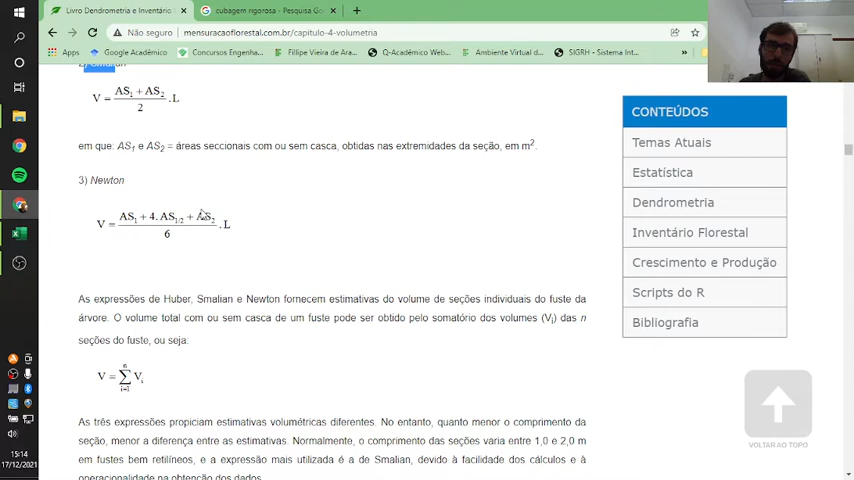 Livro Dendrometria e Inventário
cubagem rigorosa - Pesquisa Go
Não seguro
mensuracaoflorestal.com.br/capitulo-4-volumetria
Apps
Google Acadêmico
Concursos Engenh...
Fillipe Vieira de Ara...
Q-Acadêmico Web...
Ambiente Virtual d...
SIGRH - Sistema Int...
V = AS1 + AS2 / 2 . L
em que: AS1 e AS2 = áreas seccionais com ou sem casca, obtidas nas extremidades da seção, em m2.
3) Newton
V = AS1 + 4. AS1/2 + AS2 / 6 . L
As expressões de Huber, Smalian e Newton fornecem estimativas do volume de seções individuais do fuste da
árvore. O volume total com ou sem casca de um fuste pode ser obtido pelo somatório dos volumes (Vi) das n
seções do fuste, ou seja:
V = n ∑ i=1 Vi
As três expressões propiciam estimativas volumétricas diferentes. No entanto, quanto menor o comprimento da
seção, menor a diferença entre as estimativas. Normalmente, o comprimento das seções varia entre 1,0 e 2,0 m
em fustes bem retilíneos, e a expressão mais utilizada é a de Smalian, devido à facilidade dos cálculos e à
operacionalidade na obtenção dos dados.
CONTEÚDOS
Temas Atuais
Estatística
Dendrometria
Inventário Florestal
Crescimento e Produção
Scripts do R
Bibliografia
VOLTAR AO TOPO
15:14
17/12/2021